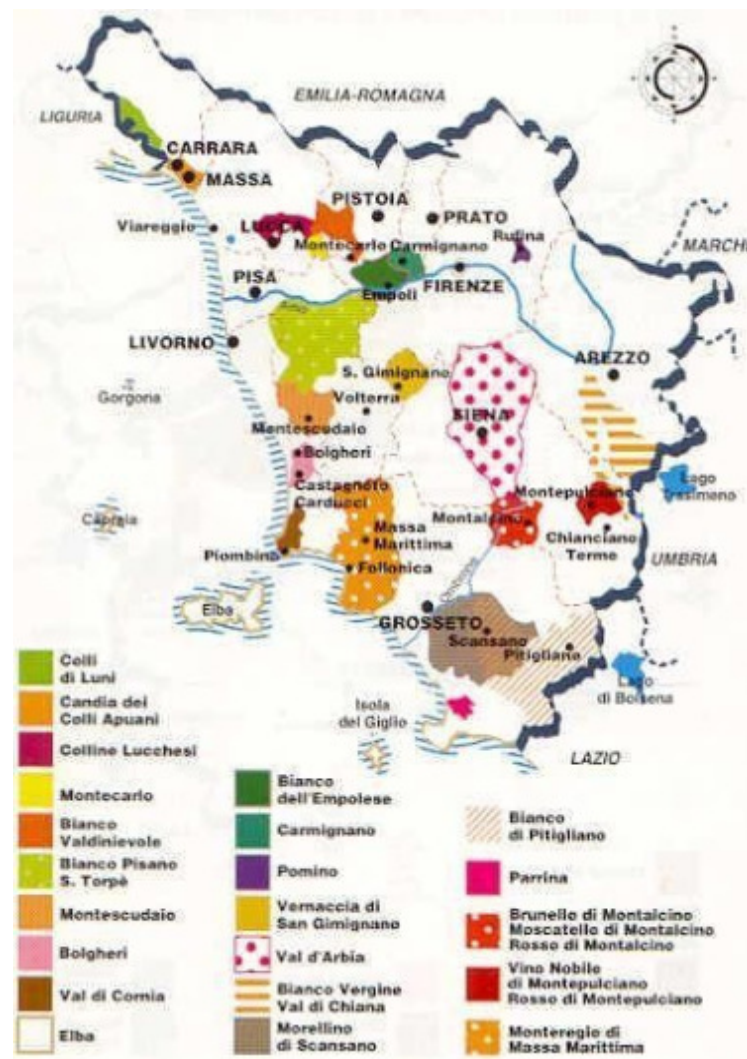 EMILIA-ROMAGNA
LIGURIA
CARRARA
MASSA
PISTOIA
PRATO
Viareggio
LUCCA
Rufina
MARCHE
Montecarlo
Carmignano
PISA
Empoli
FIRENZE
LIVORNO
AREZZO
S. Gimignano
Gorgona
Volterra
SIENA
Montescudaio
Bolgheri
Lago
Trasimeno
Castagneto
Carducci
Montepulciano
Capraia
Massa
Marittima
Montalcino
Chianciano
Terme
Piombino
UMBRIA
Follonica
Elba
GROSSETO
Scansano
Pitigliano
Lago
di Bolsena
Isola
del Giglio
LAZIO
Colli
di Luni
Candia dei
Colli Apuani
Colline Lucchesi
Montecarlo
Bianco
Valdinievole
Bianco Pisano
S. Torpè
Montescudaio
Bolgheri
Val di Cornia
Elba
Bianco
dell'Empolese
Carmignano
Pomino
Vernaccia di
San Gimignano
Val d'Arbia
Bianco Vergine
Val di Chiana
Morellino
di Scansano
Bianco
di Pitigliano
Parrina
Brunello di Montalcino
Moscatello di Montalcino
Rosso di Montalcino
Vino Nobile
di Montepulciano
Rosso di Montepulciano
Monteregio di
Massa Marittima